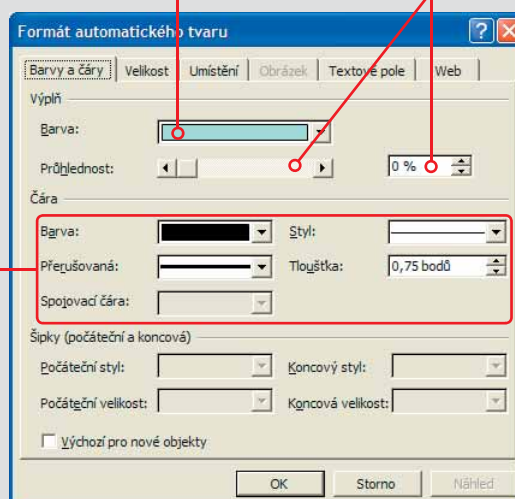 Formát automatického tvaru
Barvy a čáry Velikost Umístění Obrázek Textové pole Web
Výplň
Barva:
Průhlednost: 0 %
Čára
Barva: Styl:
Přerušovaná: Tloušťka: 0,75 bodů
Spojovací čára:
Šipky (počáteční a koncová)
Počáteční styl: Koncový styl:
Počáteční velikost: Koncová velikost:
Výchozí pro nové objekty
OK Storno Náhled